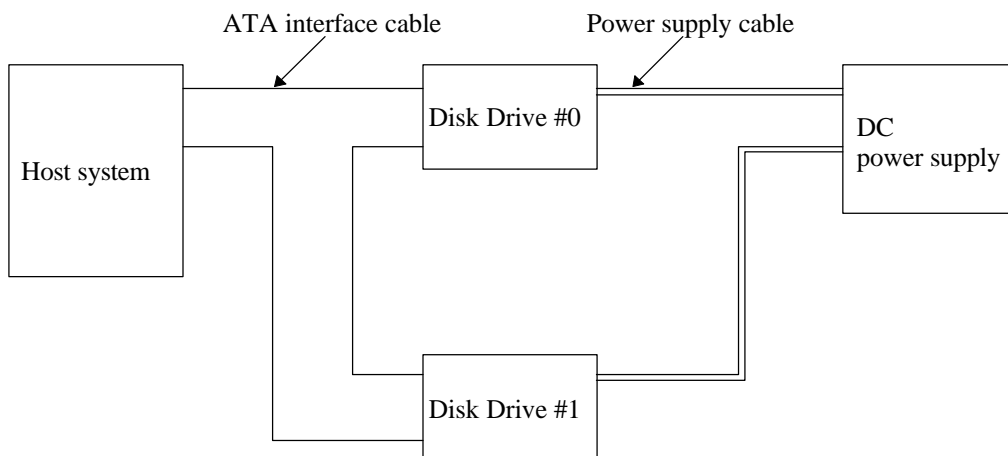 ATA interface cable
Power supply cable
Host system
Disk Drive #0
DC
power supply
Disk Drive #1